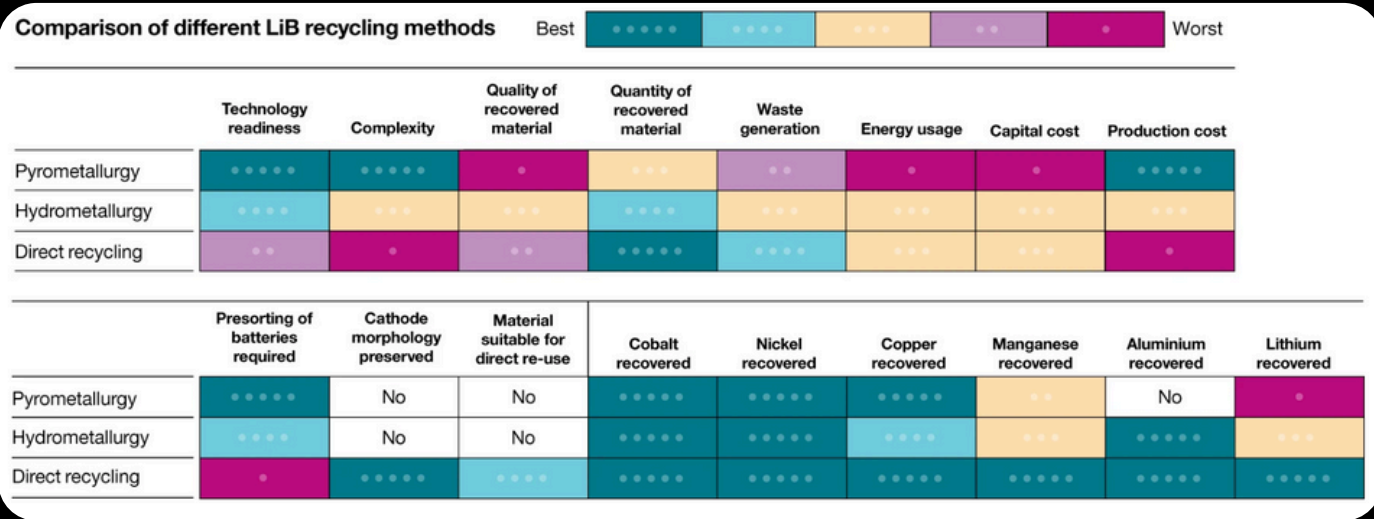 Comparison of different LiB recycling methods Best Worst
Technology readiness Complexity Quality of recovered material Quantity of recovered material Waste generation Energy usage Capital cost Production cost
Pyrometallurgy
Hydrometallurgy
Direct recycling
Presorting of batteries required Cathode morphology preserved Material suitable for direct re-use Cobalt recovered Nickel recovered Copper recovered Manganese recovered Aluminium recovered Lithium recovered
Pyrometallurgy No No No
Hydrometallurgy No No
Direct recycling